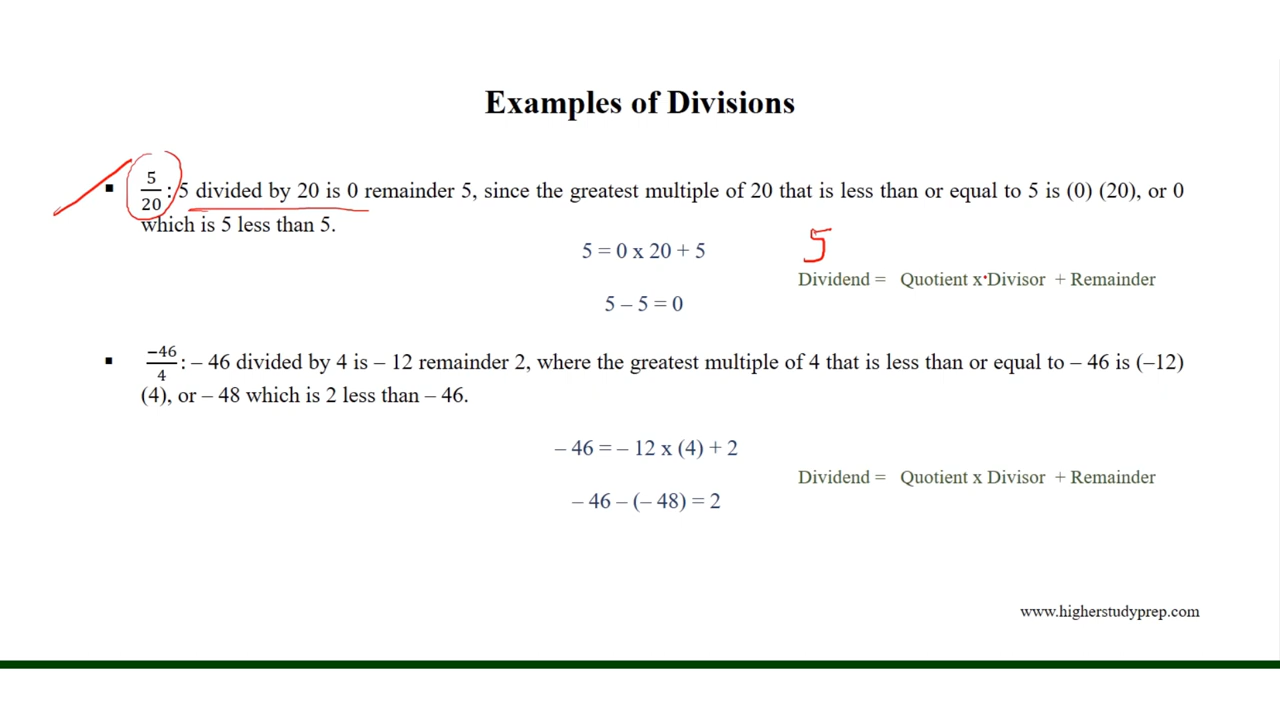 Examples of Divisions
▪ 5/20 : 5 divided by 20 is 0 remainder 5, since the greatest multiple of 20 that is less than or equal to 5 is (0) (20), or 0
which is 5 less than 5.
5 = 0 x 20 + 5
5
Dividend = Quotient x Divisor + Remainder
5 – 5 = 0
▪ −46/4 : – 46 divided by 4 is – 12 remainder 2, where the greatest multiple of 4 that is less than or equal to – 46 is (–12)
(4), or – 48 which is 2 less than – 46.
– 46 = – 12 x (4) + 2
Dividend = Quotient x Divisor + Remainder
– 46 – (– 48) = 2
www.higherstudyprep.com